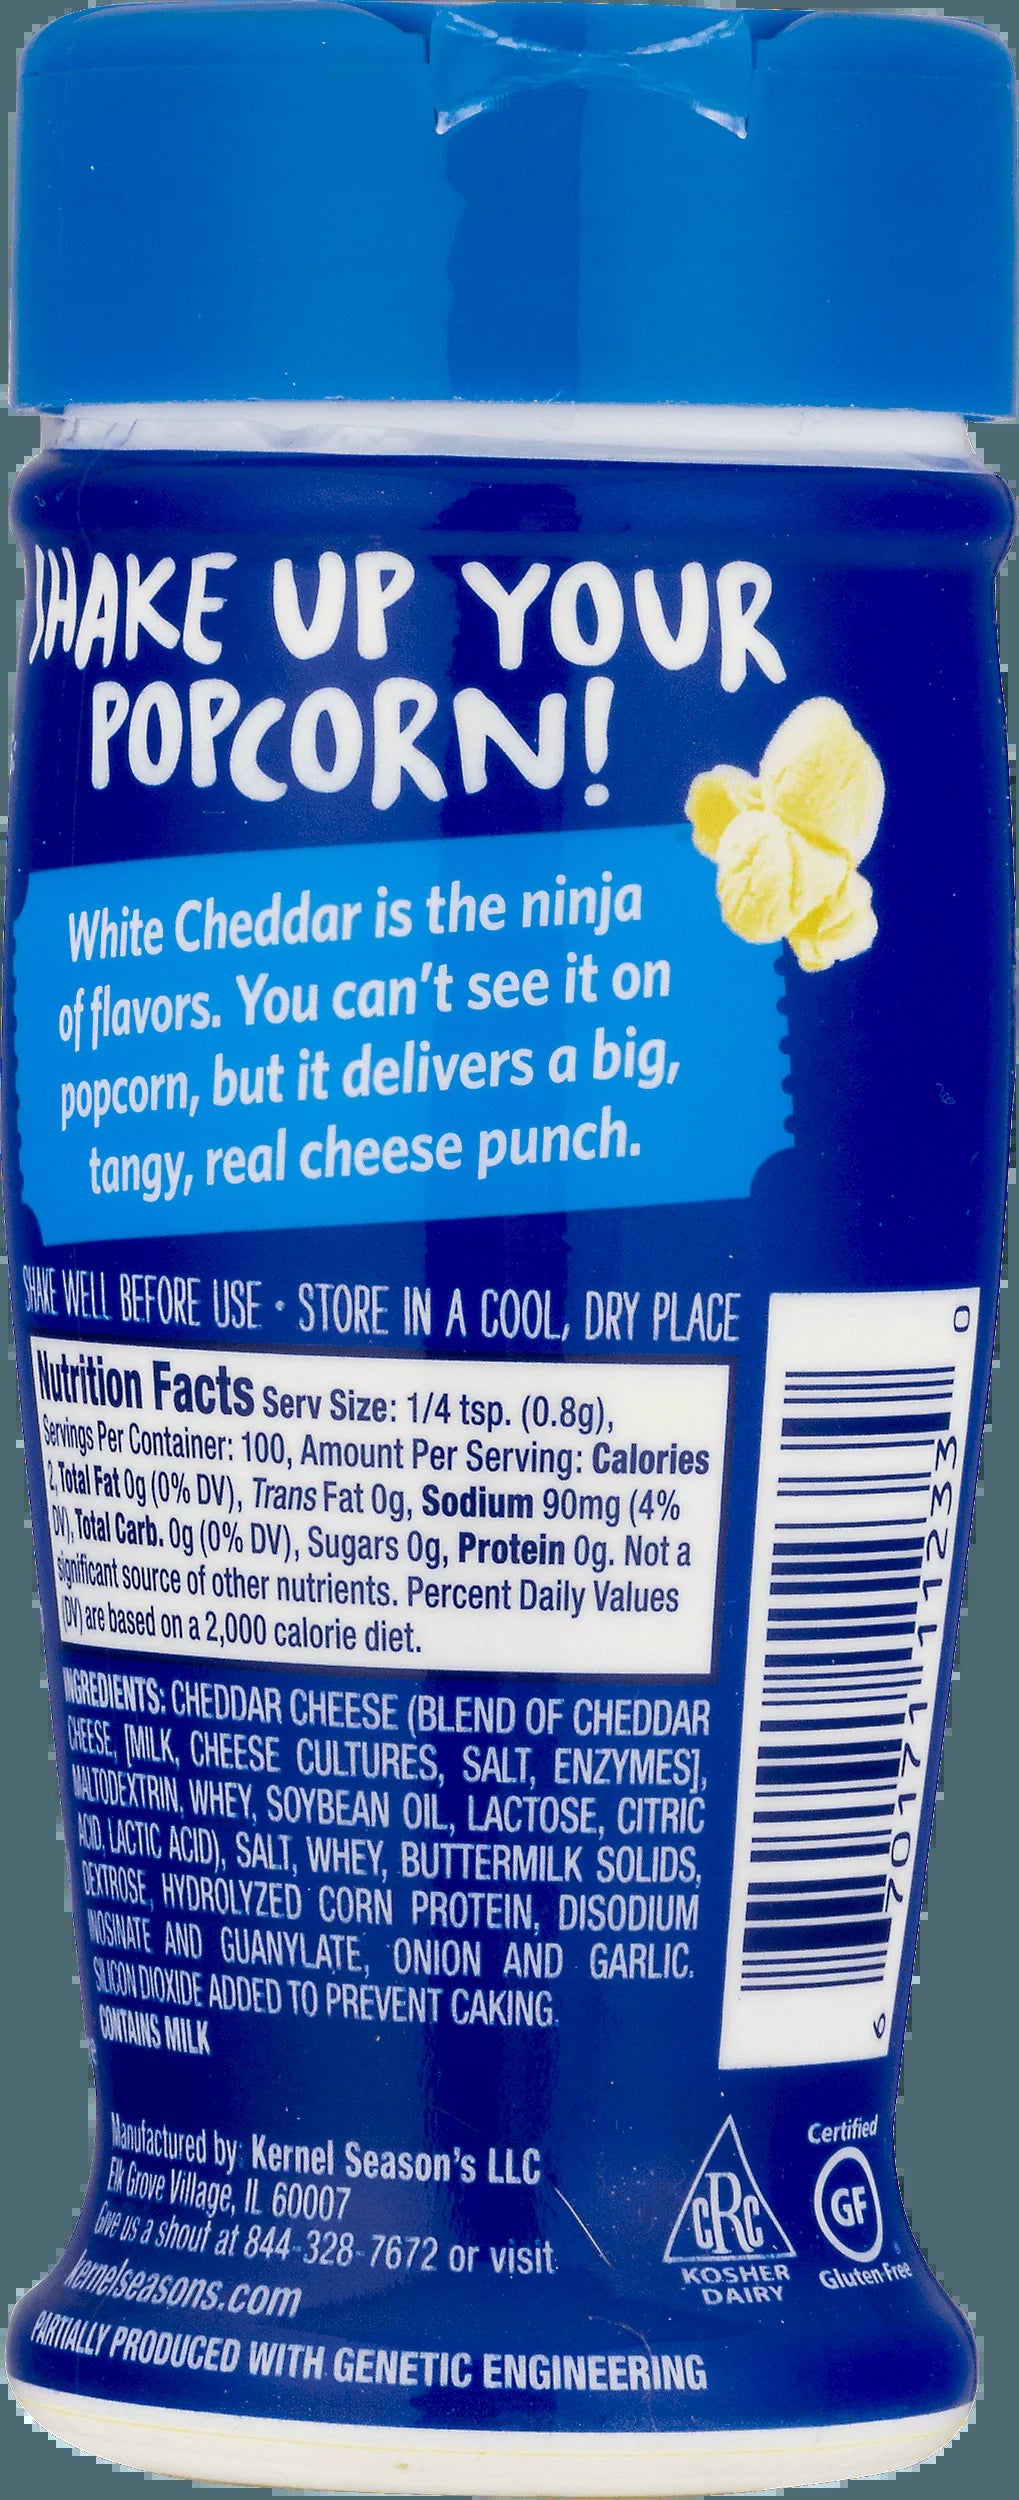 SHAKE UP YOUR
POPCORN!
White Cheddar is the ninja
of flavors. You can't see it on
popcorn, but it delivers a big,
tangy, real cheese punch.
SHAKE WELL BEFORE USE • STORE IN A COOL, DRY PLACE
Nutrition Facts Serv Size: 1/4 tsp. (0.8g),
Servings Per Container: 100, Amount Per Serving: Calories
2, Total Fat 0g (0% DV), Trans Fat 0g, Sodium 90mg (4%
DV), Total Carb. 0g (0% DV), Sugars 0g, Protein 0g. Not a
significant source of other nutrients. Percent Daily Values
(DV) are based on a 2,000 calorie diet.
INGREDIENTS: CHEDDAR CHEESE (BLEND OF CHEDDAR
CHEESE, [MILK, CHEESE CULTURES, SALT, ENZYMES],
MALTODEXTRIN, WHEY, SOYBEAN OIL, LACTOSE, CITRIC
ACID, LACTIC ACID), SALT, WHEY, BUTTERMILK SOLIDS,
DEXTROSE, HYDROLYZED CORN PROTEIN, DISODIUM
INOSINATE AND GUANYLATE, ONION AND GARLIC.
SILICON DIOXIDE ADDED TO PREVENT CAKING.
CONTAINS MILK
6 70171 11233 0
Manufactured by: Kernel Season's LLC
Elk Grove Village, IL 60007
Give us a shout at 844-328-7672 or visit
kernelseasons.com
PARTIALLY PRODUCED WITH GENETIC ENGINEERING
cRc
KOSHER
DAIRY
Certified
GF
Gluten-Free